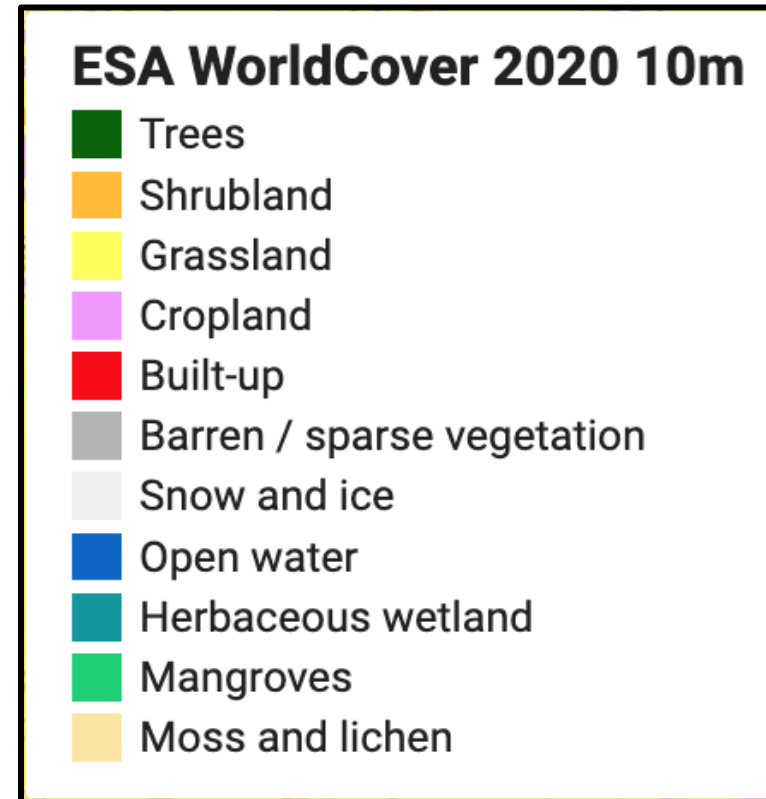 ESA WorldCover 2020 10m
Trees
Shrubland
Grassland
Cropland
Built-up
Barren / sparse vegetation
Snow and ice
Open water
Herbaceous wetland
Mangroves
Moss and lichen